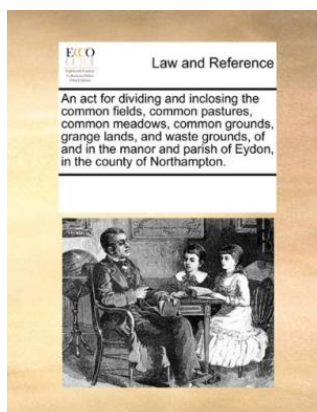 ECCO
Law and Reference
An act for dividing and inclosing the
common fields, common pastures,
common meadows, common grounds,
grange lands, and waste grounds, of
and in the manor and parish of Eydon,
in the county of Northampton.